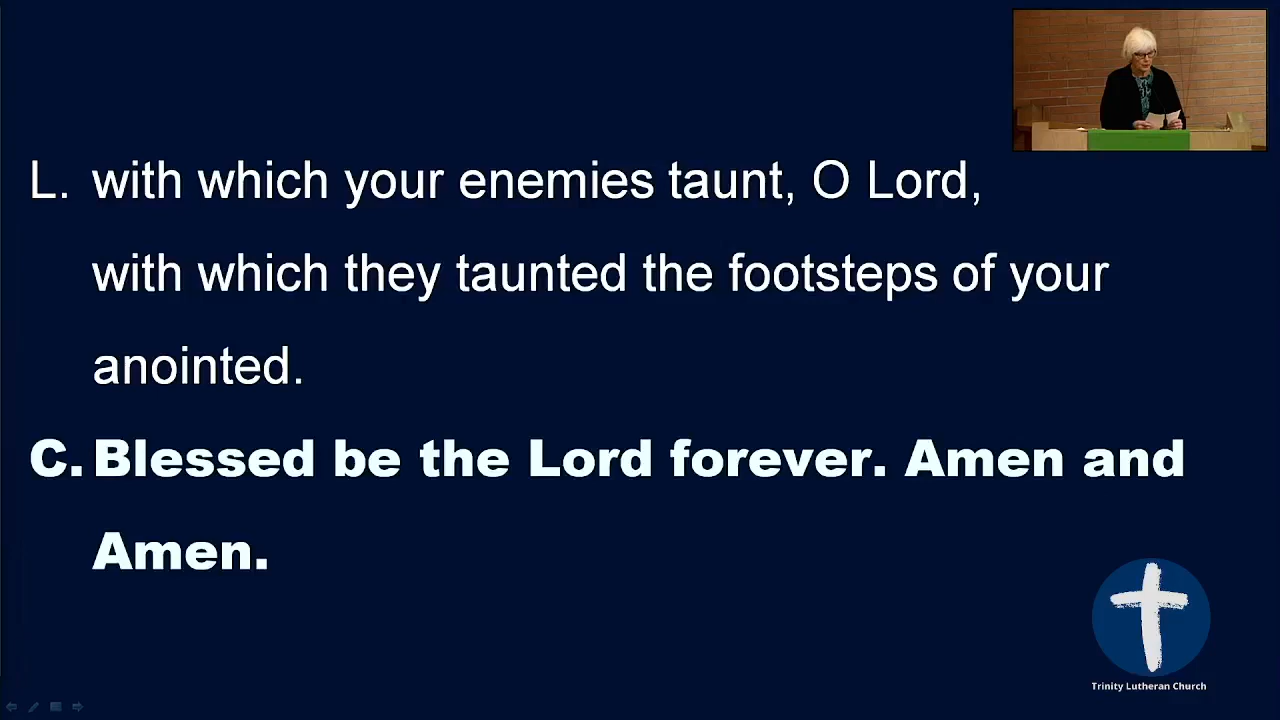 L. with which your enemies taunt, O Lord,
with which they taunted the footsteps of your
anointed.
C. Blessed be the Lord forever. Amen and
Amen.
Trinity Lutheran Church